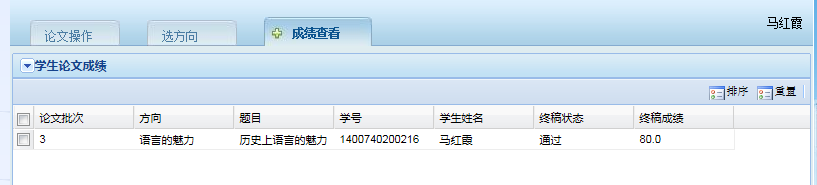 马红霞
论文操作 选方向 成绩查看
学生论文成绩
排序 重置
论文批次 方向 题目 学号 学生姓名 终稿状态 终稿成绩
3 语言的魅力 历史上语言的魅力 1400740200216 马红霞 通过 80.0